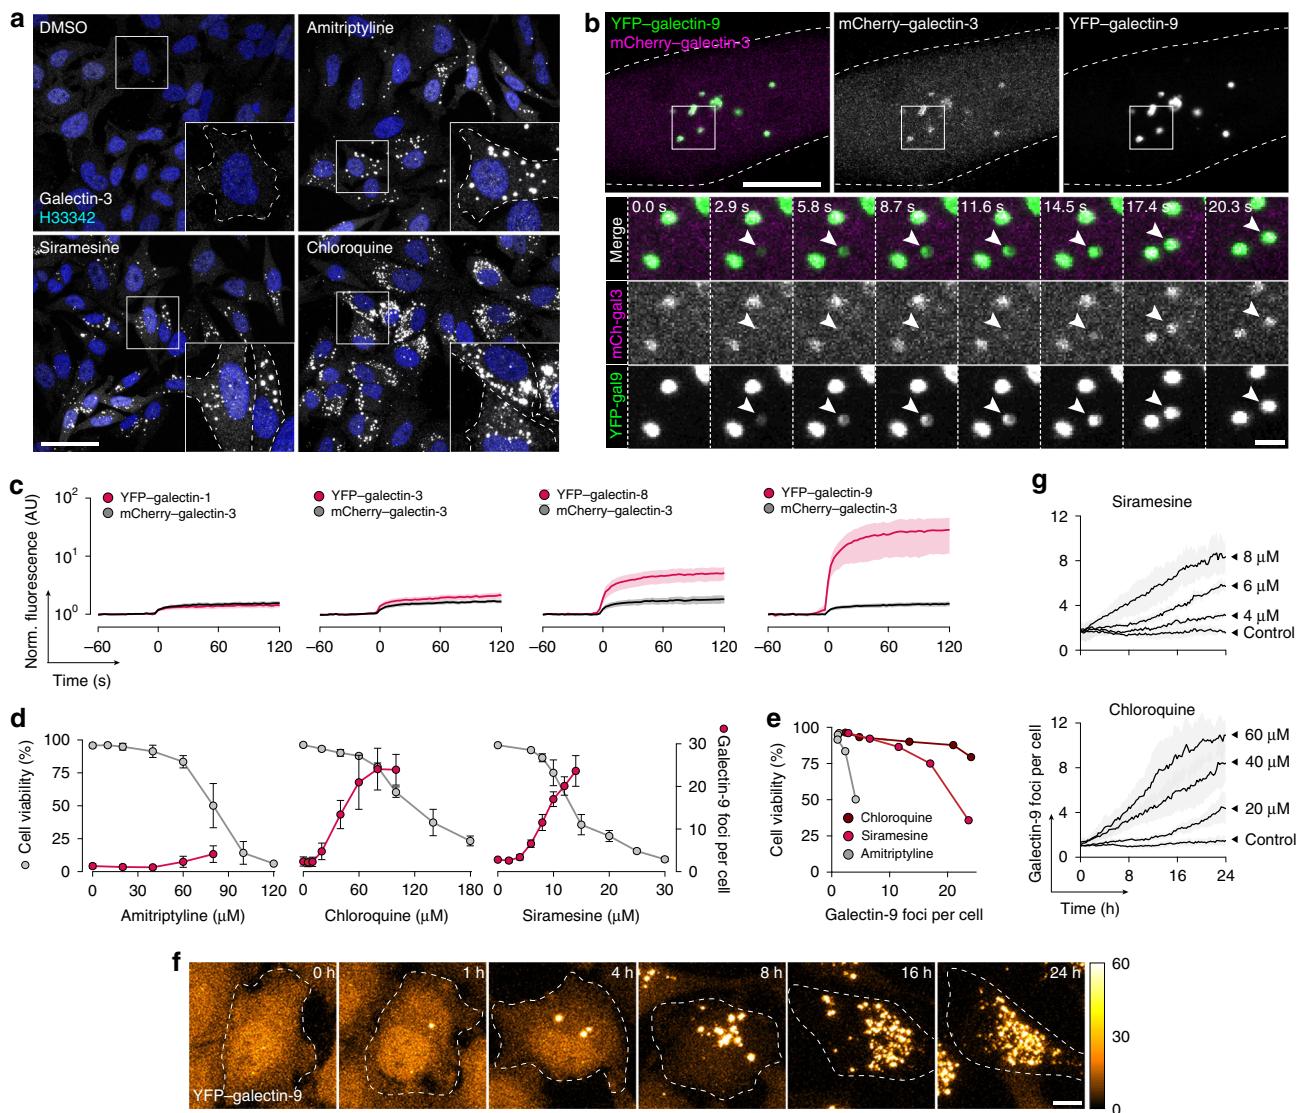 a
DMSO
Amitriptyline
Galectin-3
H33342
Siramesine
Chloroquine
b
YFP–galectin-9
mCherry–galectin-3
mCherry–galectin-3
YFP–galectin-9
Merge
0.0 s
2.9 s
5.8 s
8.7 s
11.6 s
14.5 s
17.4 s
20.3 s
mCh-gal3
YFP-gal9
c
Norm. fluorescence (AU)
10²
10¹
10⁰
YFP–galectin-1
mCherry–galectin-3
YFP–galectin-3
mCherry–galectin-3
YFP–galectin-8
mCherry–galectin-3
YFP–galectin-9
mCherry–galectin-3
–60 0 120
–60 0 120
–60 0 120
–60 0 120
Time (s)
d
Cell viability (%)
100
75
50
25
0
0 30 60 90 120
Amitriptyline (μM)
0 60 120 180
Chloroquine (μM)
0 10 20 30
Siramesine (μM)
30
20
10
0
Galectin-9 foci per cell
e
Cell viability (%)
100
75
50
25
0
Chloroquine
Siramesine
Amitriptyline
0 10 20
Galectin-9 foci per cell
g
Siramesine
12
8
4
0
8 μM
6 μM
4 μM
Control
Chloroquine
12
8
4
0
60 μM
40 μM
20 μM
Control
Galectin-9 foci per cell
0 8 16 24
Time (h)
f
0 h
1 h
4 h
8 h
16 h
24 h
YFP–galectin-9
60
30
0